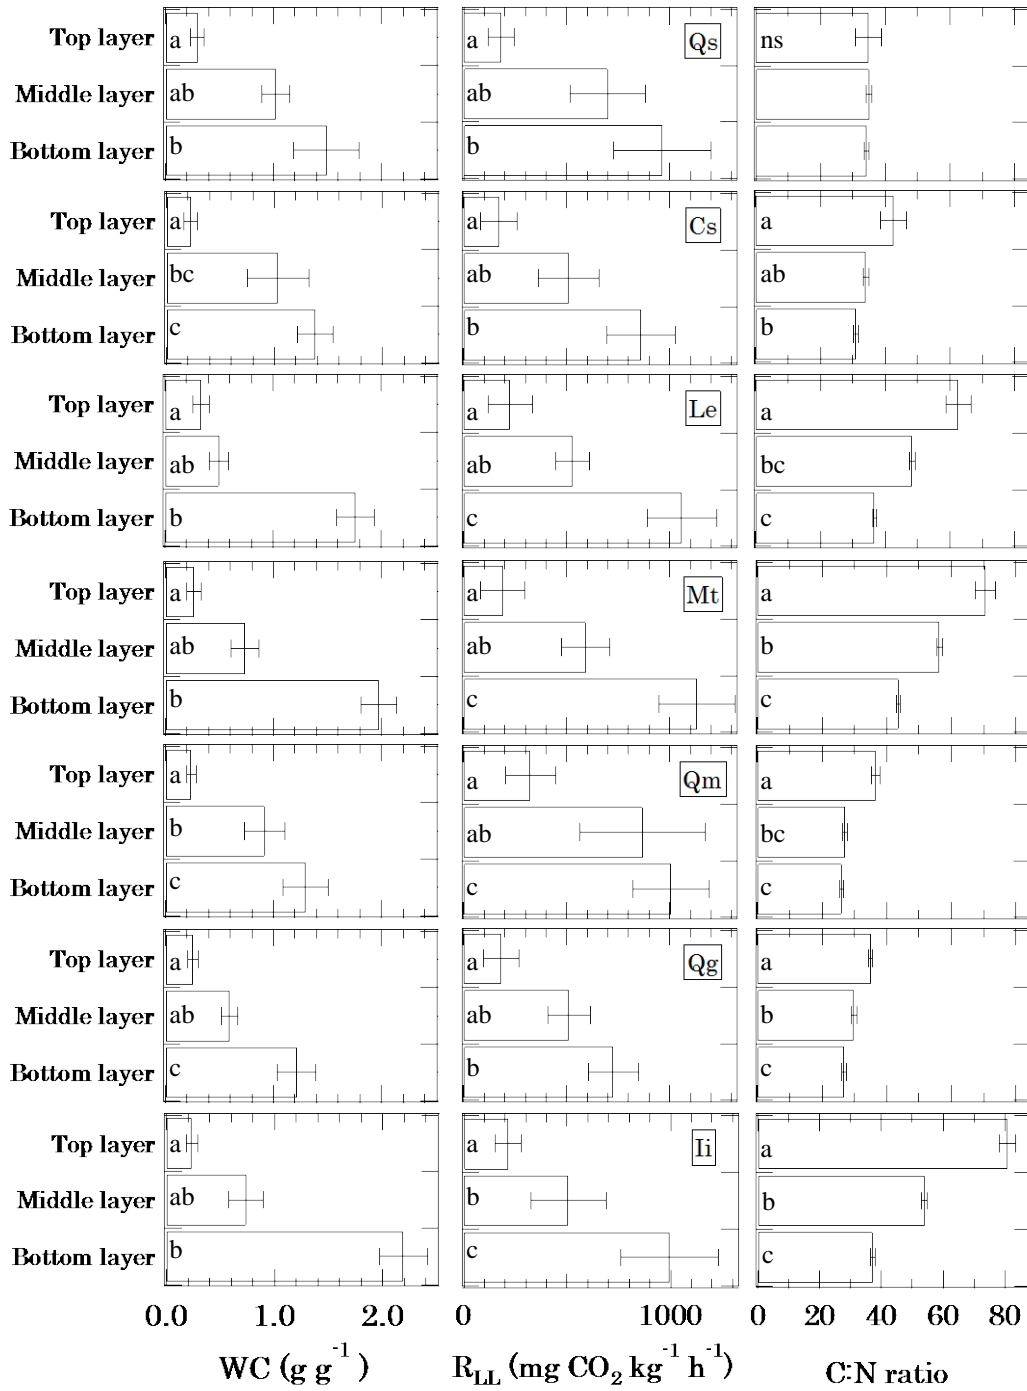 Top layer a a Qs ns
Middle layer ab ab
Bottom layer b b
Top layer a a Cs a
Middle layer bc ab ab
Bottom layer c b b
Top layer a a Le a
Middle layer ab ab bc
Bottom layer b c c
Top layer a a Mt a
Middle layer ab ab b
Bottom layer b c c
Top layer a a Qm a
Middle layer b ab bc
Bottom layer c c c
Top layer a a Qg a
Middle layer ab ab b
Bottom layer c b c
Top layer a a Ii a
Middle layer ab b b
Bottom layer b c c
0.0 1.0 2.0 0 1000 0 20 40 60 80
WC (g g⁻¹) R_LL (mg CO₂ kg⁻¹ h⁻¹) C:N ratio